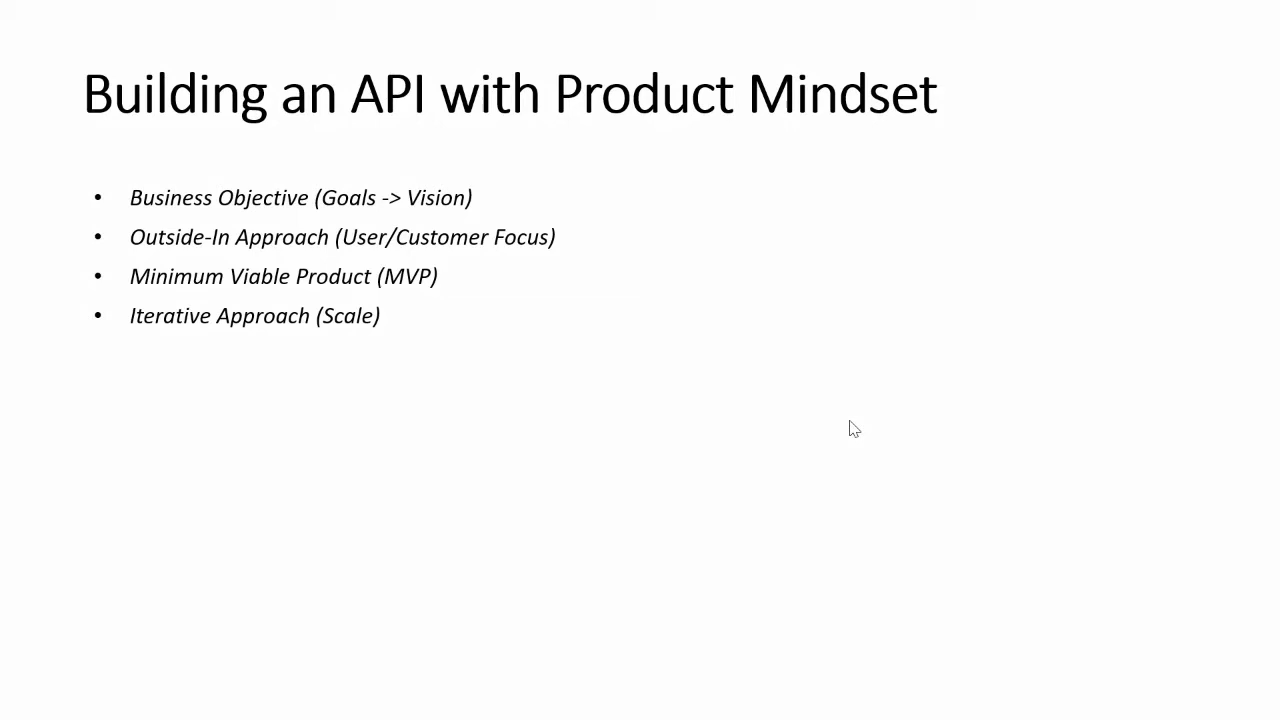 Building an API with Product Mindset
• Business Objective (Goals -> Vision)
• Outside-In Approach (User/Customer Focus)
• Minimum Viable Product (MVP)
• Iterative Approach (Scale)